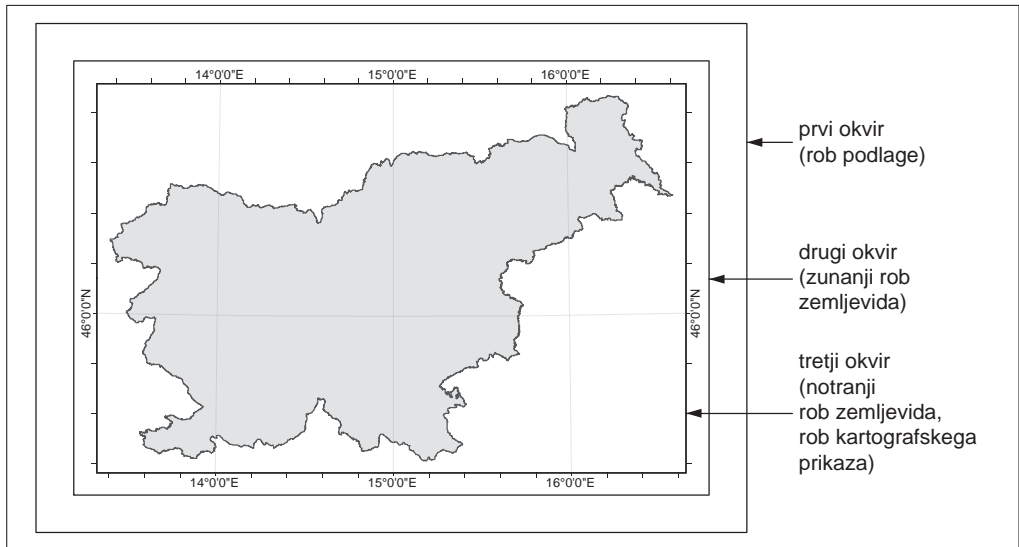 14°0'0"E 15°0'0"E 16°0'0"E
prvi okvir
(rob podlage)
drugi okvir
(zunanji rob
zemljevida)
46°0'0"N 46°0'0"N
tretji okvir
(notranji
rob zemljevida,
rob kartografskega
prikaza)
14°0'0"E 15°0'0"E 16°0'0"E